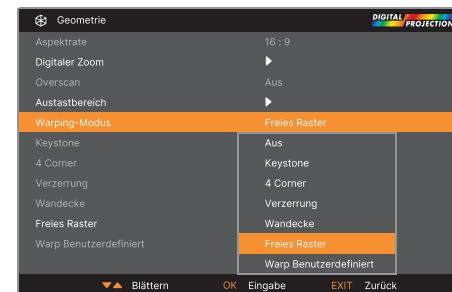 Geometrie DIGITAL PROJECTION
Aspektrate 16 : 9
Digitaler Zoom
Overscan Aus
Austastbereich
Warping-Modus Freies Raster
Keystone Aus
4 Corner Keystone
Verzerrung 4 Corner
Wandecke Verzerrung
Freies Raster Wandecke
Warp Benutzerdefiniert Freies Raster
Warp Benutzerdefiniert
Blättern OK Eingabe EXIT Zurück